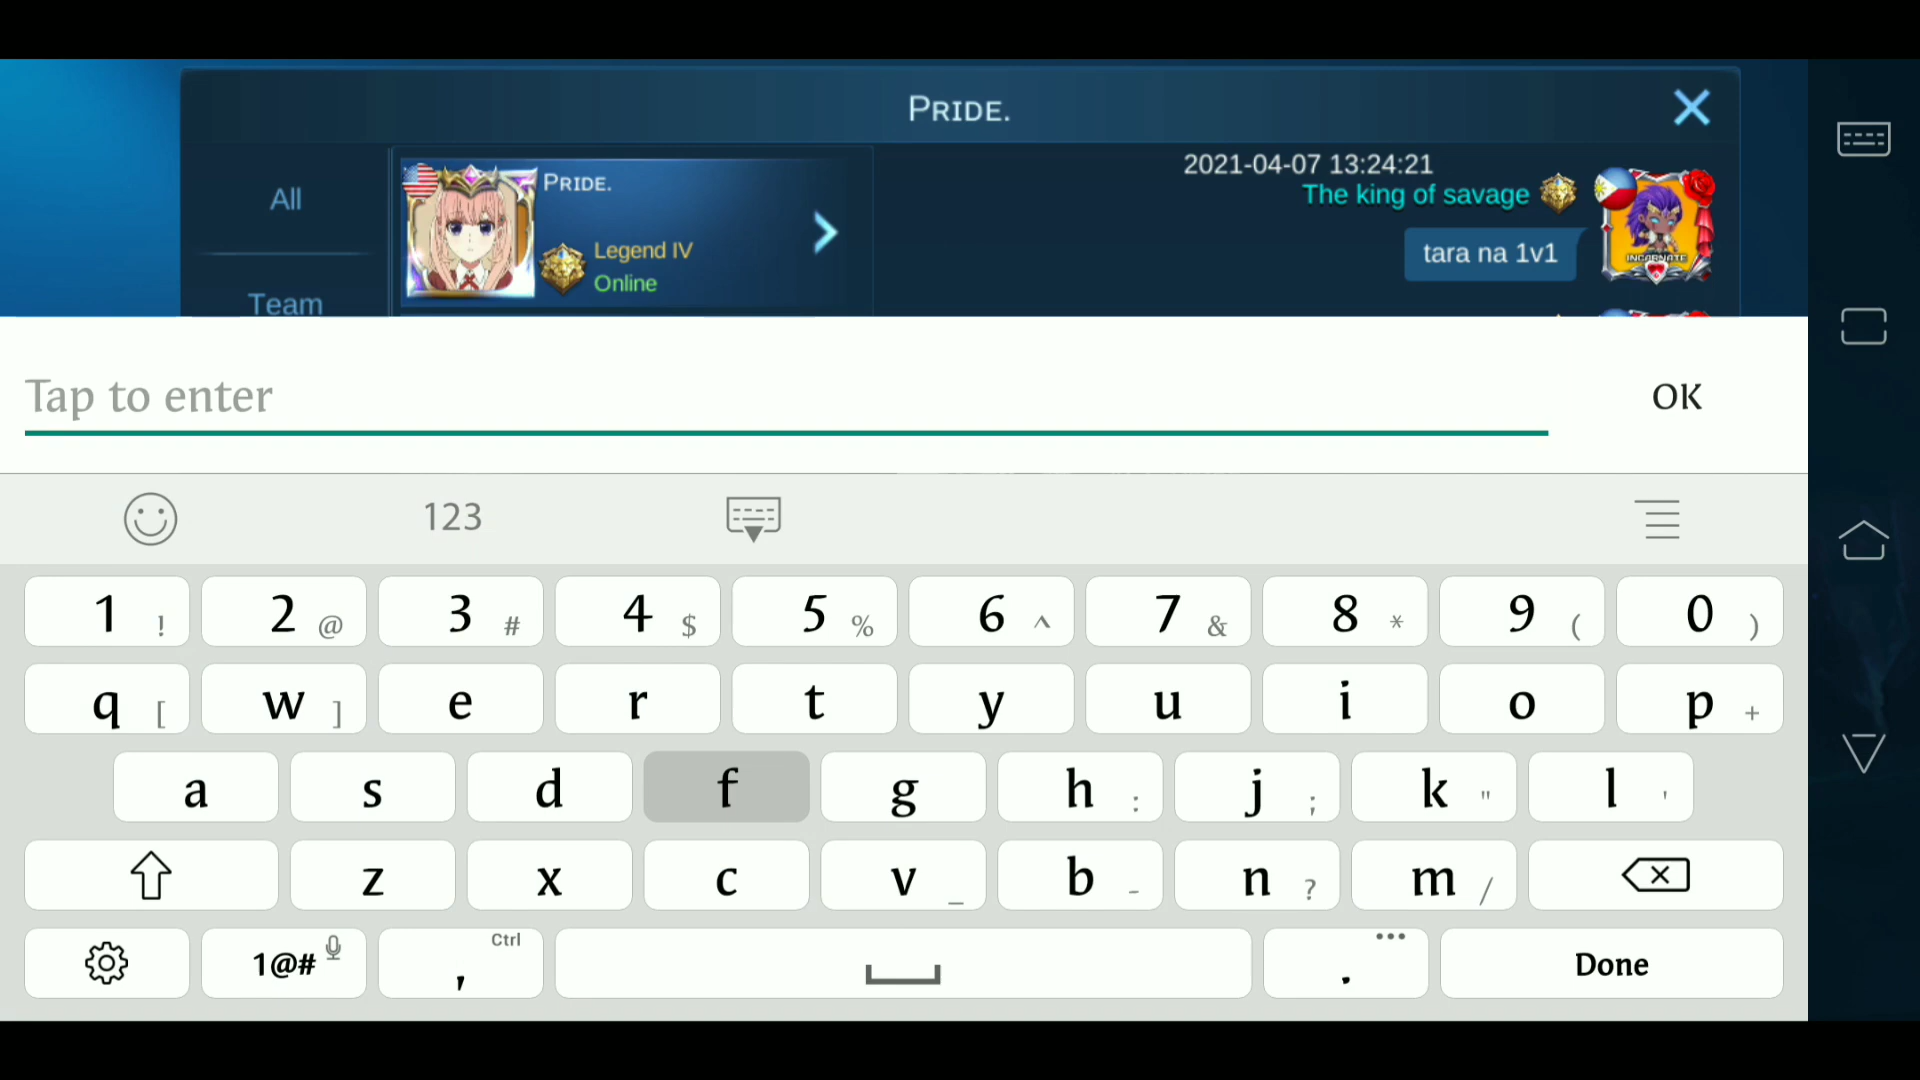 PRIDE.
All
Team
PRIDE.
Legend IV
Online
2021-04-07 13:24:21
The king of savage
tara na 1v1
INCARNATE
Tap to enter
OK
123
1 ! 2 @ 3 # 4 $ 5 % 6 ^ 7 & 8 * 9 ( 0 )
q [ w ] e r t y u i o p +
a s d f g h : j ; k " l '
z x c v _ b - n ? m /
1@# , Ctrl . ••• Done